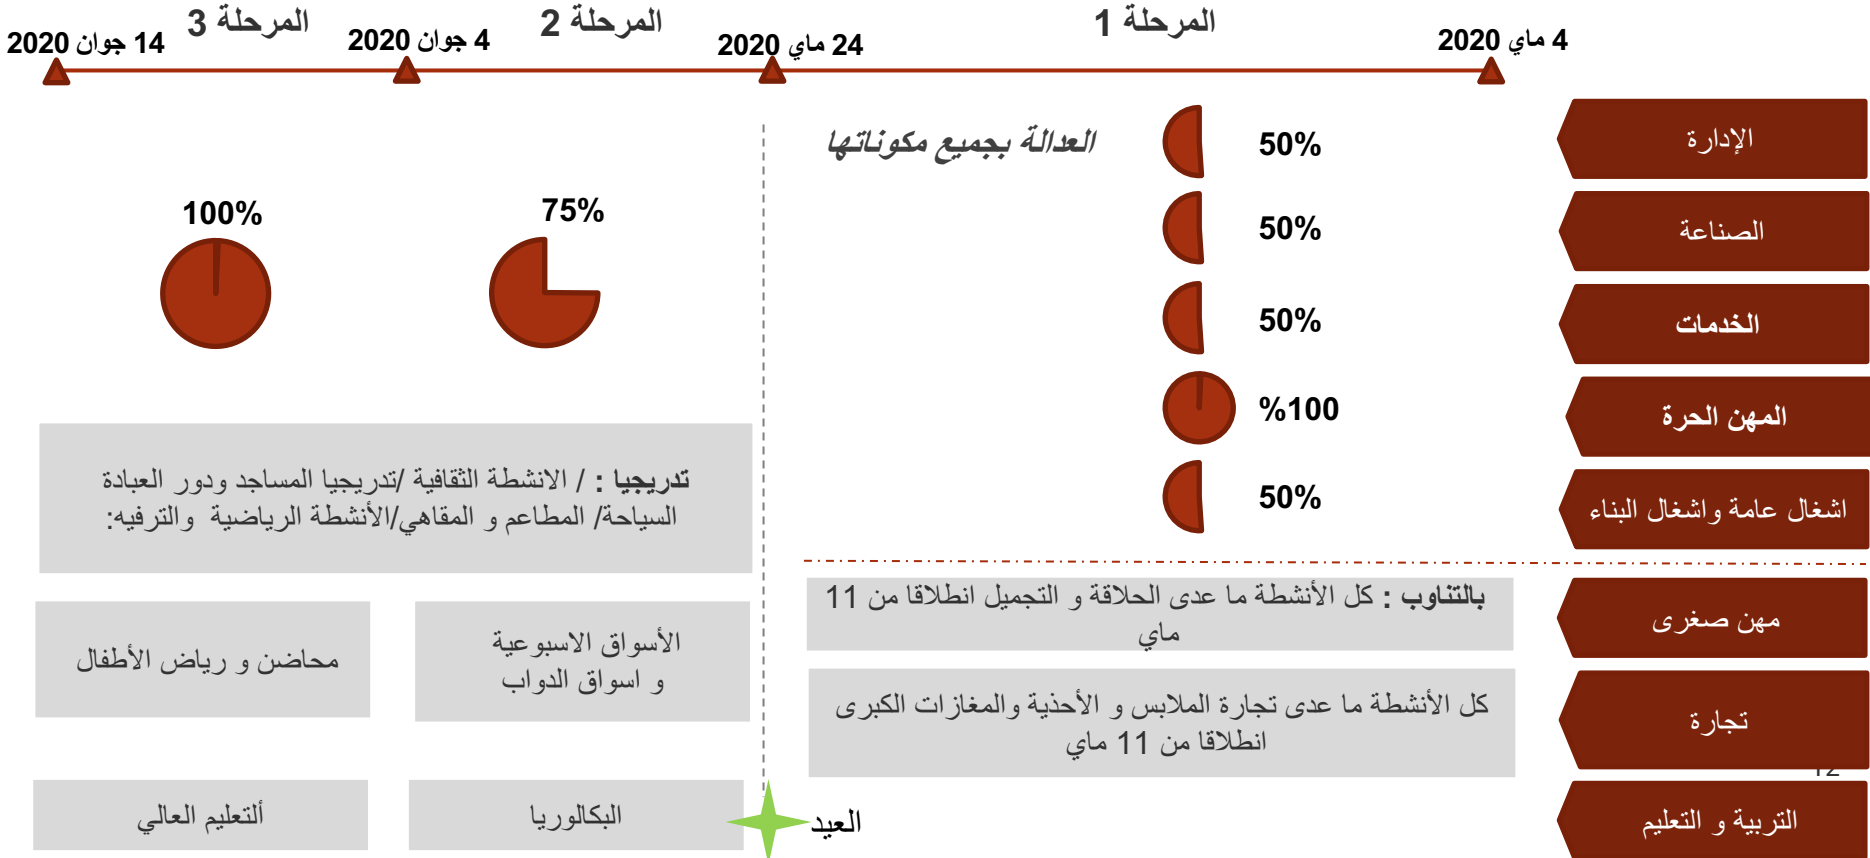 المرحلة 1
المرحلة 2
المرحلة 3
4 ماي 2020
24 ماي 2020
4 جوان 2020
14 جوان 2020
الإدارة
50%
العدالة بجميع مكوناتها
الصناعة
50%
75%
100%
الخدمات
50%
المهن الحرة
%100
اشغال عامة واشغال البناء
50%
تدريجيا : / الانشطة الثقافية /تدريجيا المساجد ودور العبادة
السياحة/ المطاعم و المقاهي/الأنشطة الرياضية والترفيه:
مهن صغرى
بالتناوب : كل الأنشطة ما عدى الحلاقة و التجميل انطلاقا من 11
ماي
الأسواق الاسبوعية
و اسواق الدواب
محاضن و رياض الأطفال
تجارة
كل الأنشطة ما عدى تجارة الملابس و الأحذية والمغازات الكبرى
انطلاقا من 11 ماي
12
التربية و التعليم
العيد
البكالوريا
ألتعليم العالي